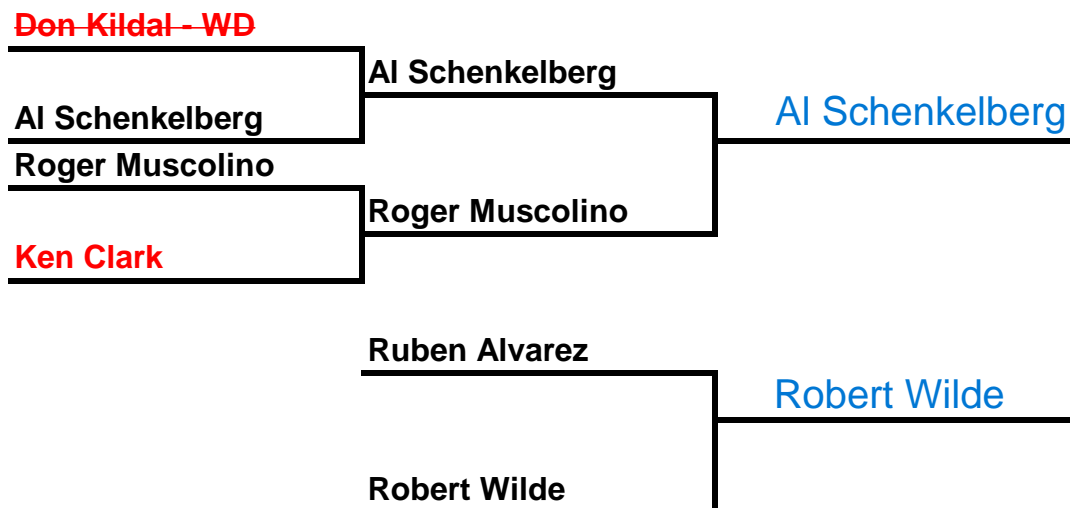 Don Kildal - WD
Al Schenkelberg
Al Schenkelberg
Al Schenkelberg
Roger Muscolino
Roger Muscolino
Ken Clark
Ruben Alvarez
Robert Wilde
Robert Wilde